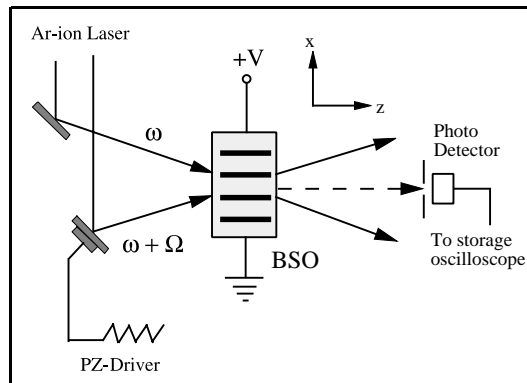 Ar-ion Laser
+V
x
z
ω
Photo
Detector
ω + Ω
BSO
To storage
oscilloscope
PZ-Driver